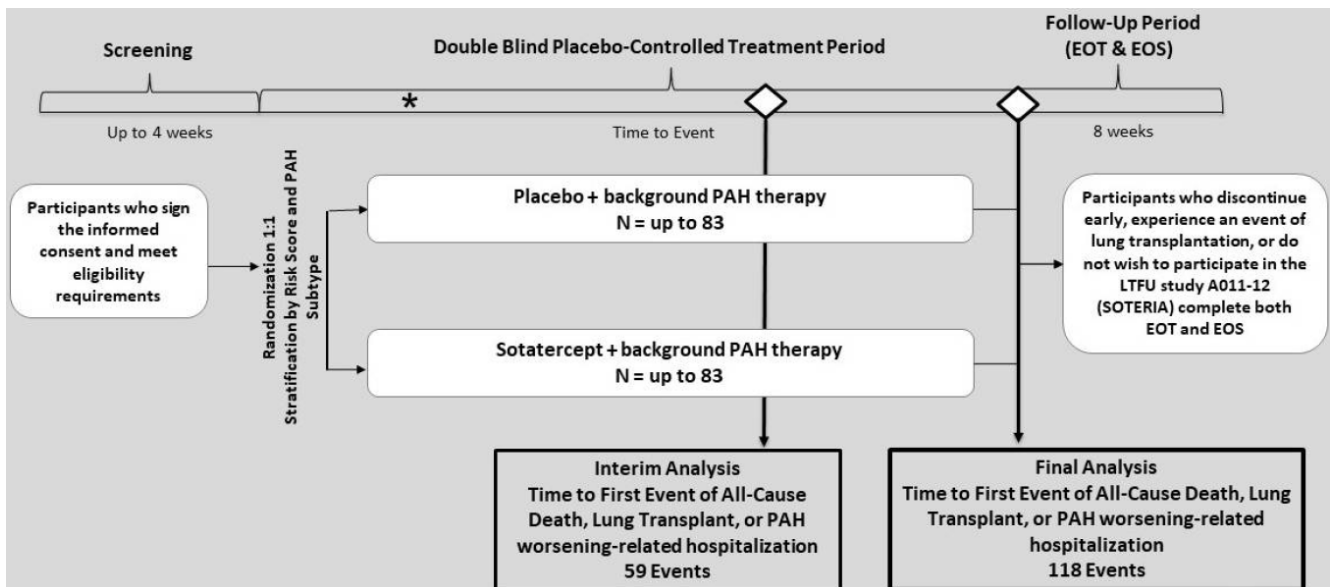 Screening
Double Blind Placebo-Controlled Treatment Period
Follow-Up Period
(EOT & EOS)
*
Up to 4 weeks
Time to Event
8 weeks
Participants who sign
the informed
consent and meet
eligibility
requirements
Randomization 1:1
Stratification by Risk Score and PAH
Subtype
Placebo + background PAH therapy
N = up to 83
Sotatercept + background PAH therapy
N = up to 83
Participants who discontinue
early, experience an event of
lung transplantation, or do
not wish to participate in the
LTFU study A011-12
(SOTERIA) complete both
EOT and EOS
Interim Analysis
Time to First Event of All-Cause
Death, Lung Transplant, or PAH
worsening-related hospitalization
59 Events
Final Analysis
Time to First Event of All-Cause Death, Lung
Transplant, or PAH worsening-related
hospitalization
118 Events